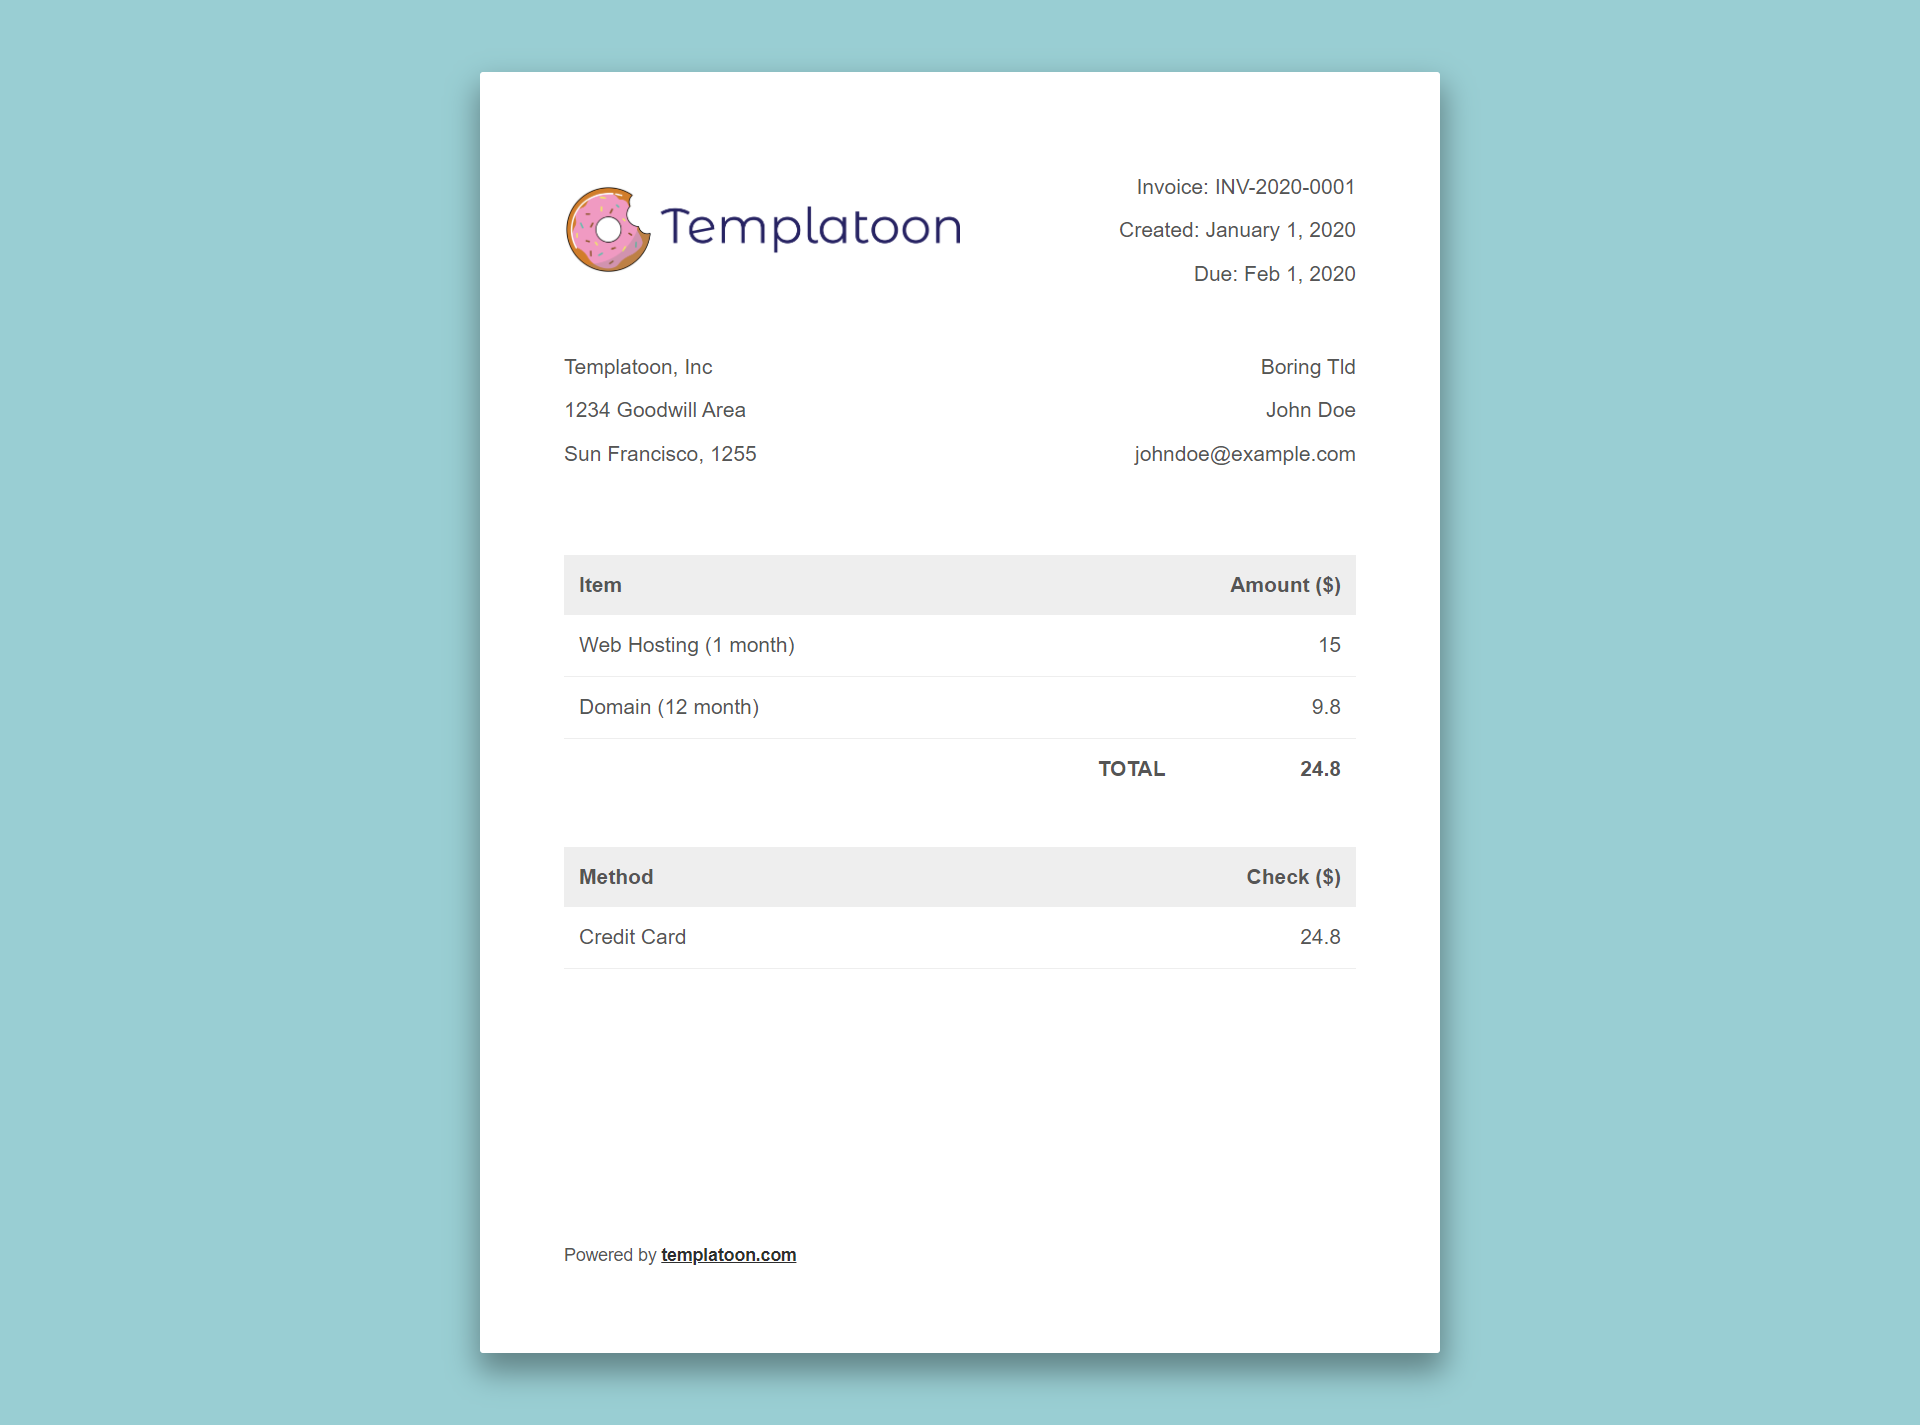 Templatoon
Invoice: INV-2020-0001
Created: January 1, 2020
Due: Feb 1, 2020
Templatoon, Inc
1234 Goodwill Area
Sun Francisco, 1255
Boring Tld
John Doe
johndoe@example.com
Item Amount ($)
Web Hosting (1 month) 15
Domain (12 month) 9.8
TOTAL 24.8
Method Check ($)
Credit Card 24.8
Powered by templatoon.com